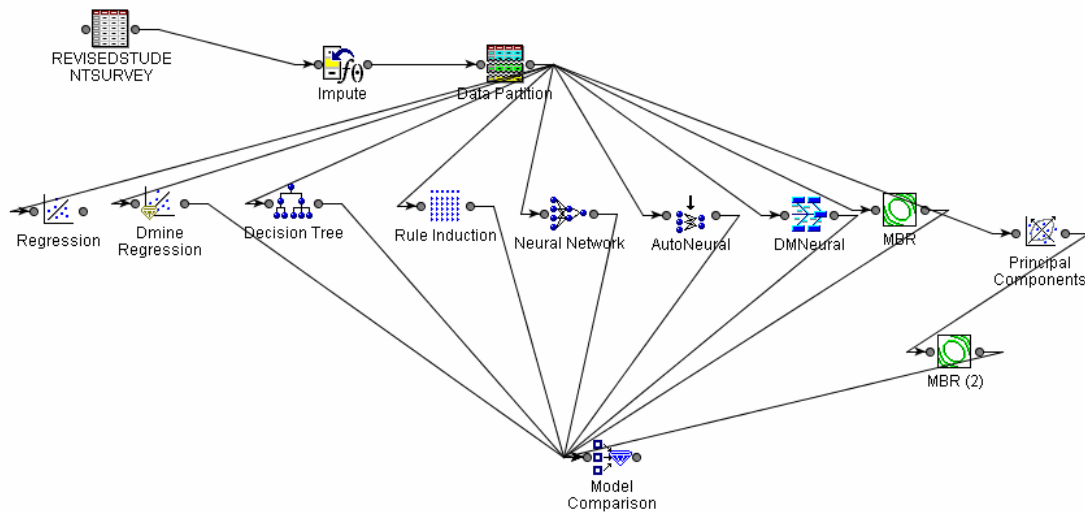 REVISEDSTUDE
NTSURVEY
f()
Impute
Data Partition
Regression
Dmine
Regression
Decision Tree
Rule Induction
Neural Network
AutoNeural
DMNeural
MBR
Principal
Components
MBR (2)
Model
Comparison